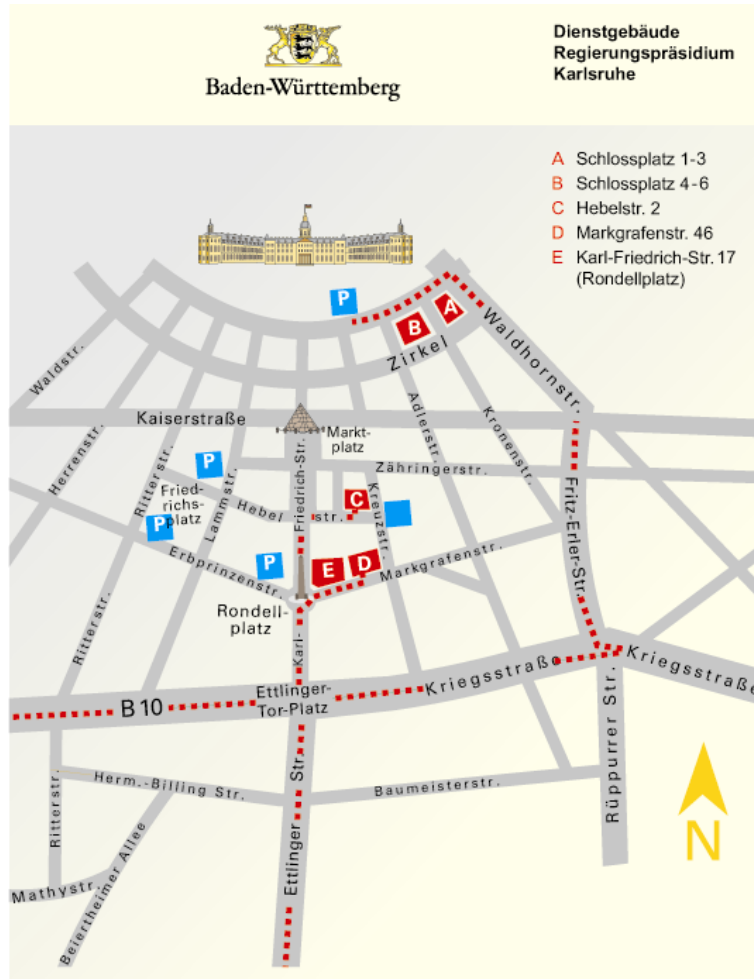 Baden-Württemberg
Dienstgebäude
Regierungspräsidium
Karlsruhe
A Schlossplatz 1-3
B Schlossplatz 4-6
C Hebelstr. 2
D Markgrafenstr. 46
E Karl-Friedrich-Str. 17
(Rondellplatz)
P
B
A
Waldhornstr.
Zirkel
Waldstr.
Kaiserstraße
Markt-
platz
Adlerstr.
Kronenstr.
Herrenstr.
Ritterstr.
P
Lammstr.
Friedrich-Str.
Zähringerstr.
Fried-
richs-
platz
P
Hebel
str.
C
Kreuzstr.
Fritz-Erler-Str.
Erbprinzenstr.
P
E
D
Markgrafenstr.
Rondell-
platz
Karl-
Ritterstr.
Kriegsstraße
Kriegsstraße
B 10
Ettlinger-
Tor-Platz
Rüppurrer Str.
Herm.-Billing Str.
Baumeisterstr.
Ritterstr.
Ettlinger Str.
Mathystr.
Beiertheimer Allee
N